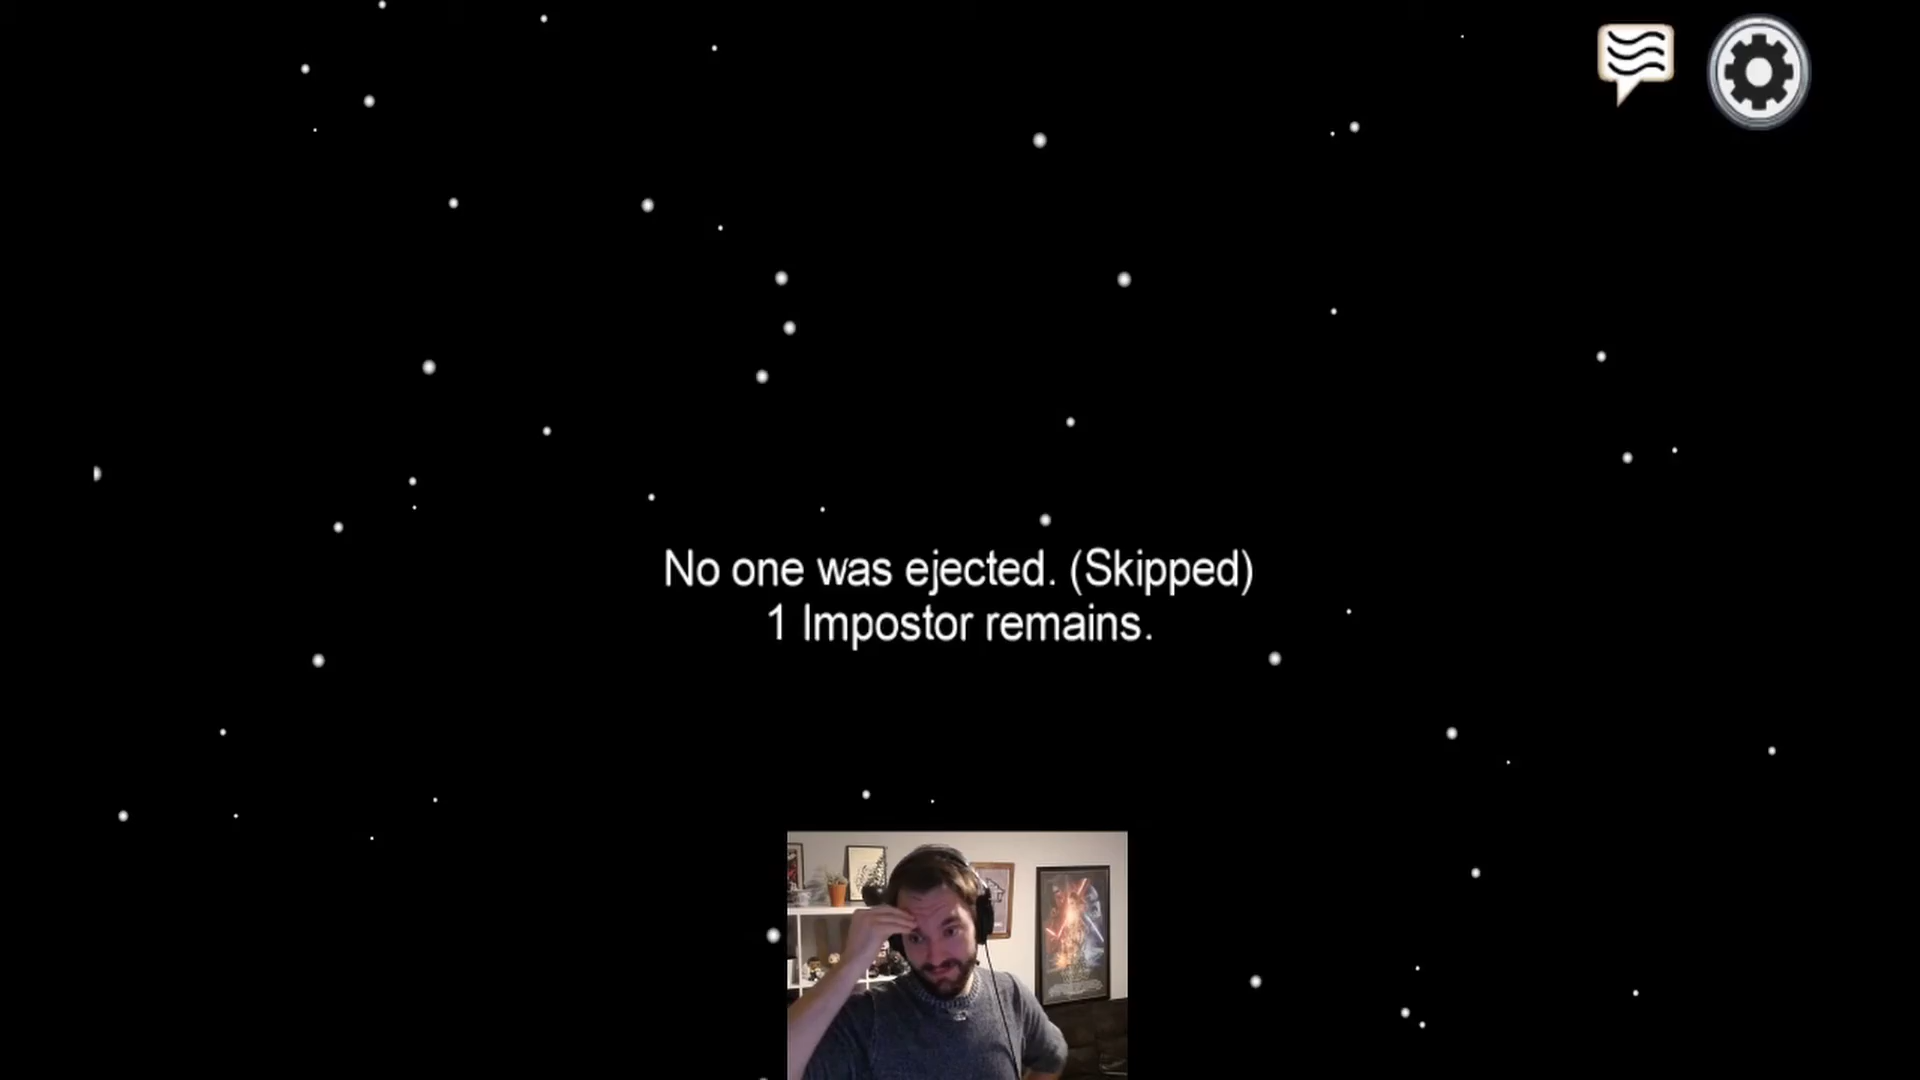 No one was ejected. (Skipped)
1 Impostor remains.